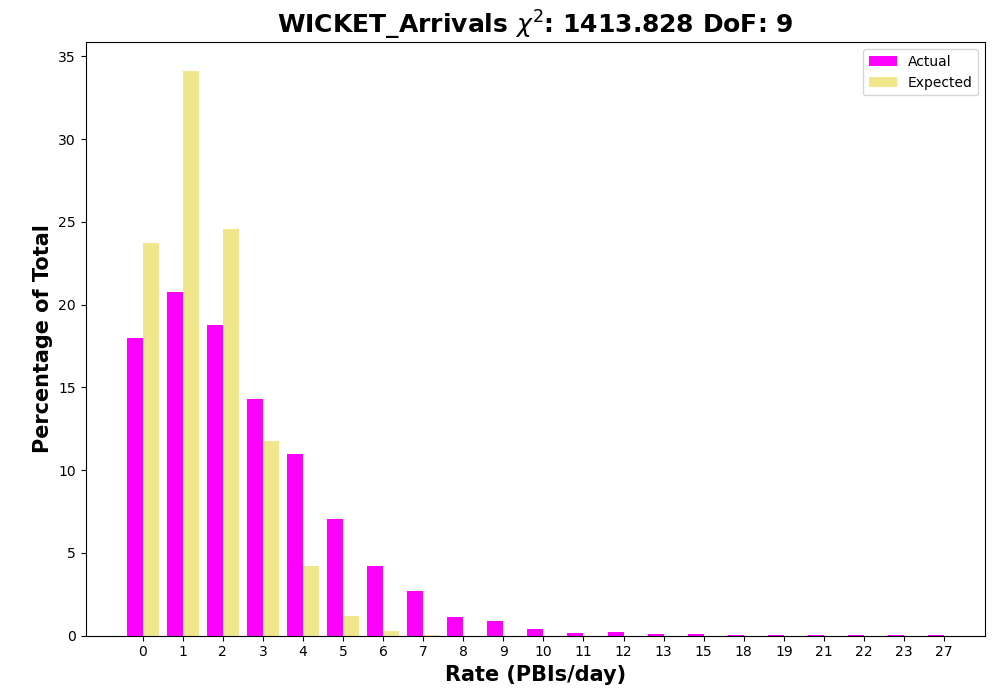 WICKET_Arrivals χ²: 1413.828 DoF: 9
Actual
Expected
Percentage of Total
35
30
25
20
15
10
5
0
0 1 2 3 4 5 6 7 8 9 10 11 12 13 15 18 19 21 22 23 27
Rate (PBIs/day)